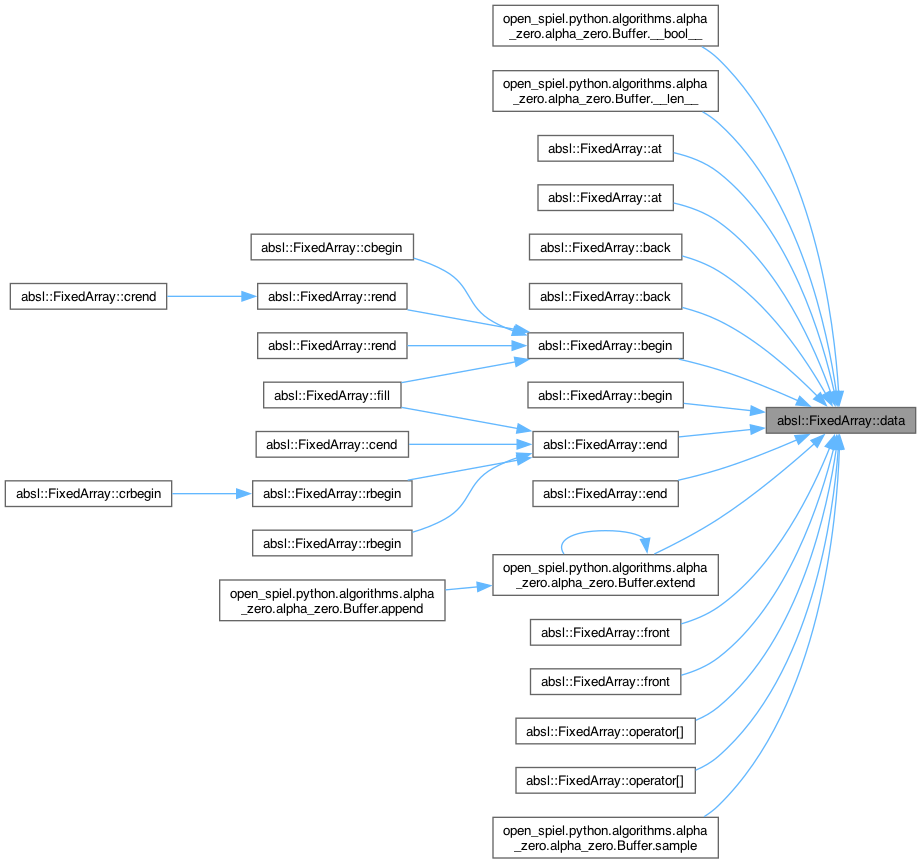 open_spiel.python.algorithms.alpha
_zero.alpha_zero.Buffer.__bool__
open_spiel.python.algorithms.alpha
_zero.alpha_zero.Buffer.__len__
absl::FixedArray::at
absl::FixedArray::at
absl::FixedArray::cbegin
absl::FixedArray::back
absl::FixedArray::crend
absl::FixedArray::rend
absl::FixedArray::back
absl::FixedArray::rend
absl::FixedArray::begin
absl::FixedArray::fill
absl::FixedArray::begin
absl::FixedArray::data
absl::FixedArray::cend
absl::FixedArray::end
absl::FixedArray::crbegin
absl::FixedArray::rbegin
absl::FixedArray::end
absl::FixedArray::rbegin
open_spiel.python.algorithms.alpha
_zero.alpha_zero.Buffer.extend
open_spiel.python.algorithms.alpha
_zero.alpha_zero.Buffer.append
absl::FixedArray::front
absl::FixedArray::front
absl::FixedArray::operator[]
absl::FixedArray::operator[]
open_spiel.python.algorithms.alpha
_zero.alpha_zero.Buffer.sample